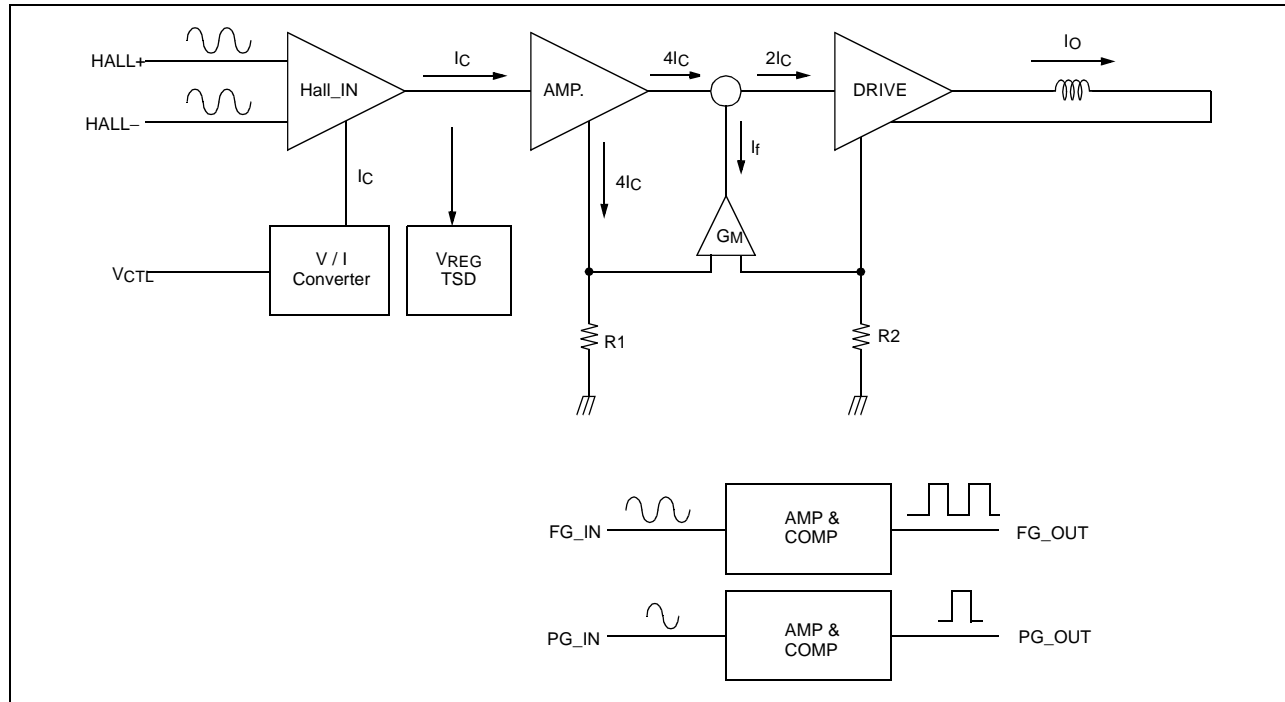 HALL+
HALL−
Hall_IN
IC
AMP.
4IC
2IC
DRIVE
IO
IC
4IC
If
GM
VCTL
V / I
Converter
VREG
TSD
R1
R2
FG_IN
AMP &
COMP
FG_OUT
PG_IN
AMP &
COMP
PG_OUT